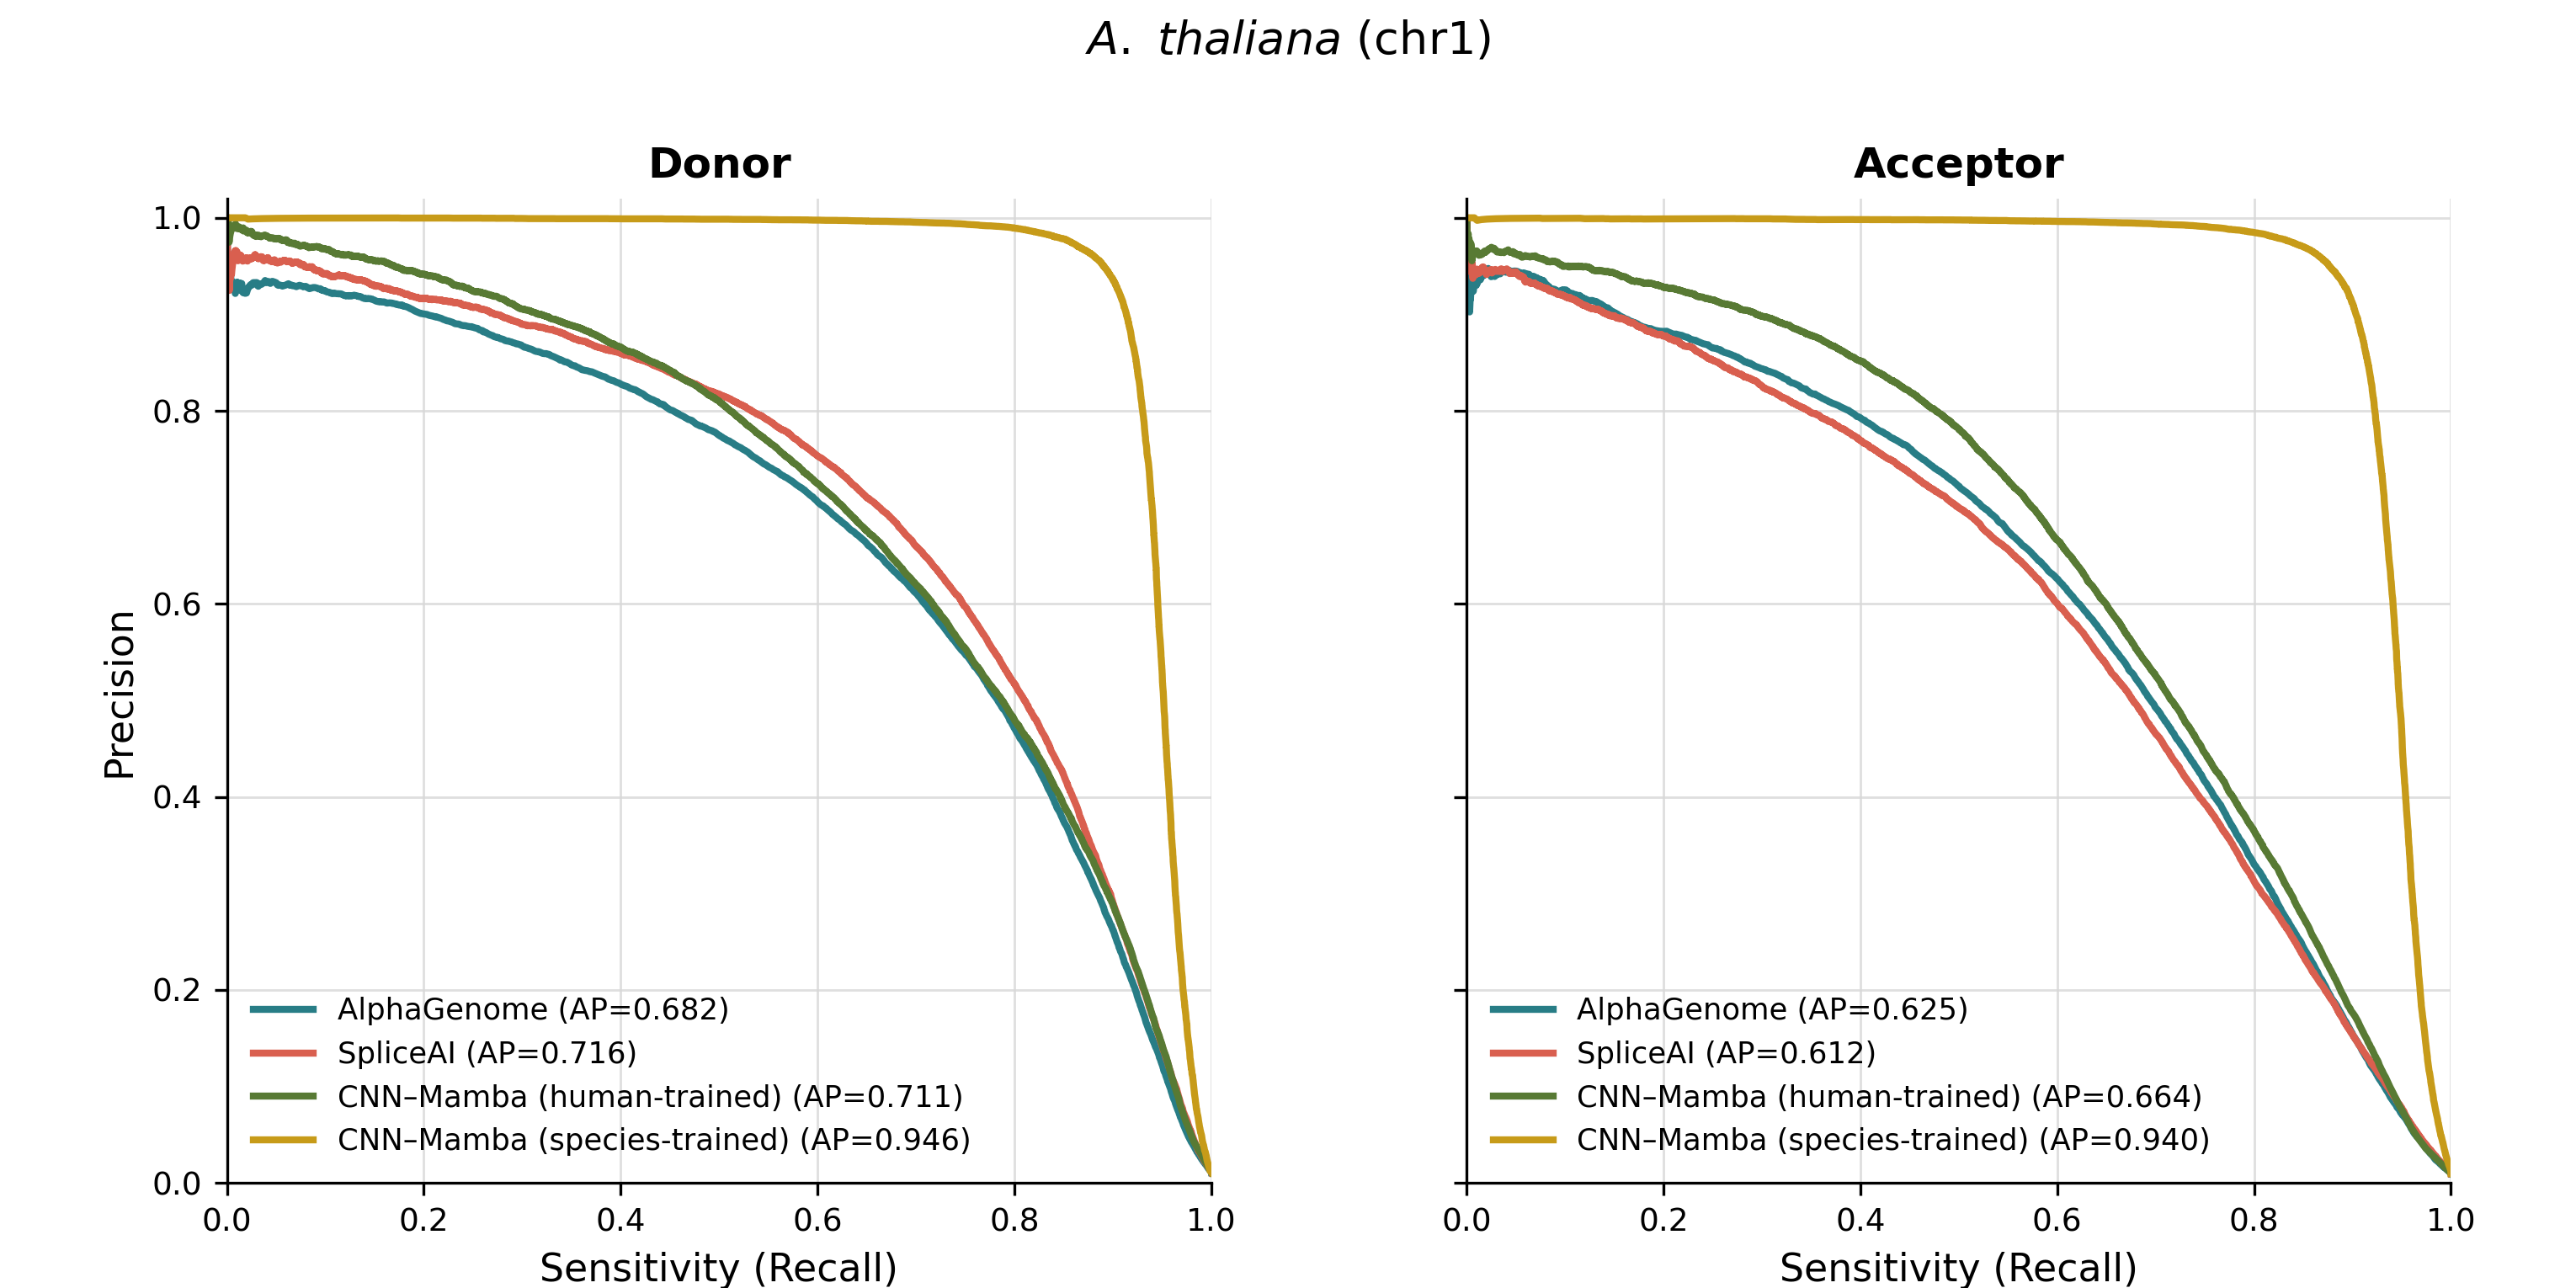 A. thaliana (chr1)
Donor
Precision
1.0
0.8
0.6
0.4
0.2
0.0
AlphaGenome (AP=0.682)
SpliceAI (AP=0.716)
CNN–Mamba (human-trained) (AP=0.711)
CNN–Mamba (species-trained) (AP=0.946)
0.0 0.2 0.4 0.6 0.8 1.0
Sensitivity (Recall)
Acceptor
AlphaGenome (AP=0.625)
SpliceAI (AP=0.612)
CNN–Mamba (human-trained) (AP=0.664)
CNN–Mamba (species-trained) (AP=0.940)
0.0 0.2 0.4 0.6 0.8 1.0
Sensitivity (Recall)